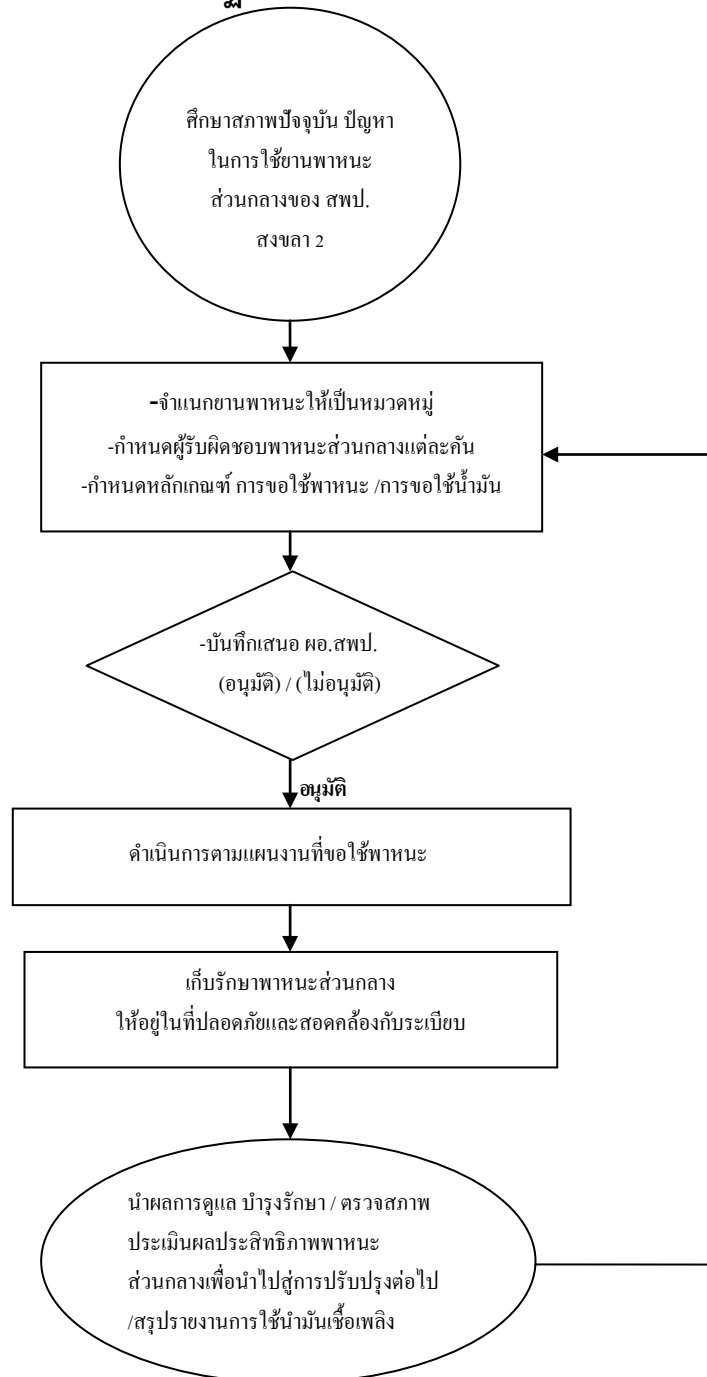 ศึกษาสภาพปัจจุบัน ปัญหา
ในการใช้ยานพาหนะ
ส่วนกลางของ สพป.
สงขลา 2
-จำแนกยานพาหนะให้เป็นหมวดหมู่
-กำหนดผู้รับผิดชอบพาหนะส่วนกลางแต่ละคัน
-กำหนดหลักเกณฑ์ การขอใช้พาหนะ /การขอใช้น้ำมัน
-บันทึกเสนอ ผอ.สพป.
(อนุมัติ) / (ไม่อนุมัติ)
อนุมัติ
ดำเนินการตามแผนงานที่ขอใช้พาหนะ
เก็บรักษาพาหนะส่วนกลาง
ให้อยู่ในที่ปลอดภัยและสอดคล้องกับระเบียบ
นำผลการดูแล บำรุงรักษา / ตรวจสภาพ
ประเมินผลประสิทธิภาพพาหนะ
ส่วนกลางเพื่อนำไปสู่การปรับปรุงต่อไป
/สรุปรายงานการใช้นำมันเชื้อเพลิง